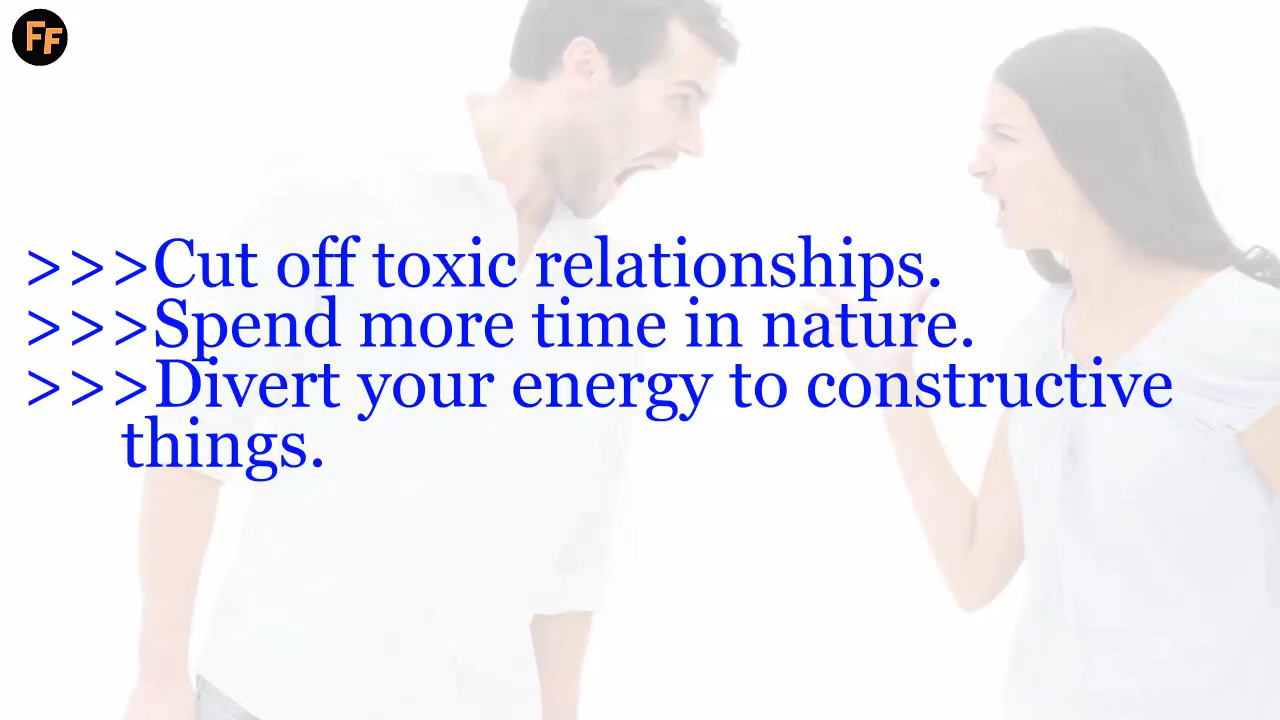 FF
>>>Cut off toxic relationships.
>>>Spend more time in nature.
>>>Divert your energy to constructive
things.